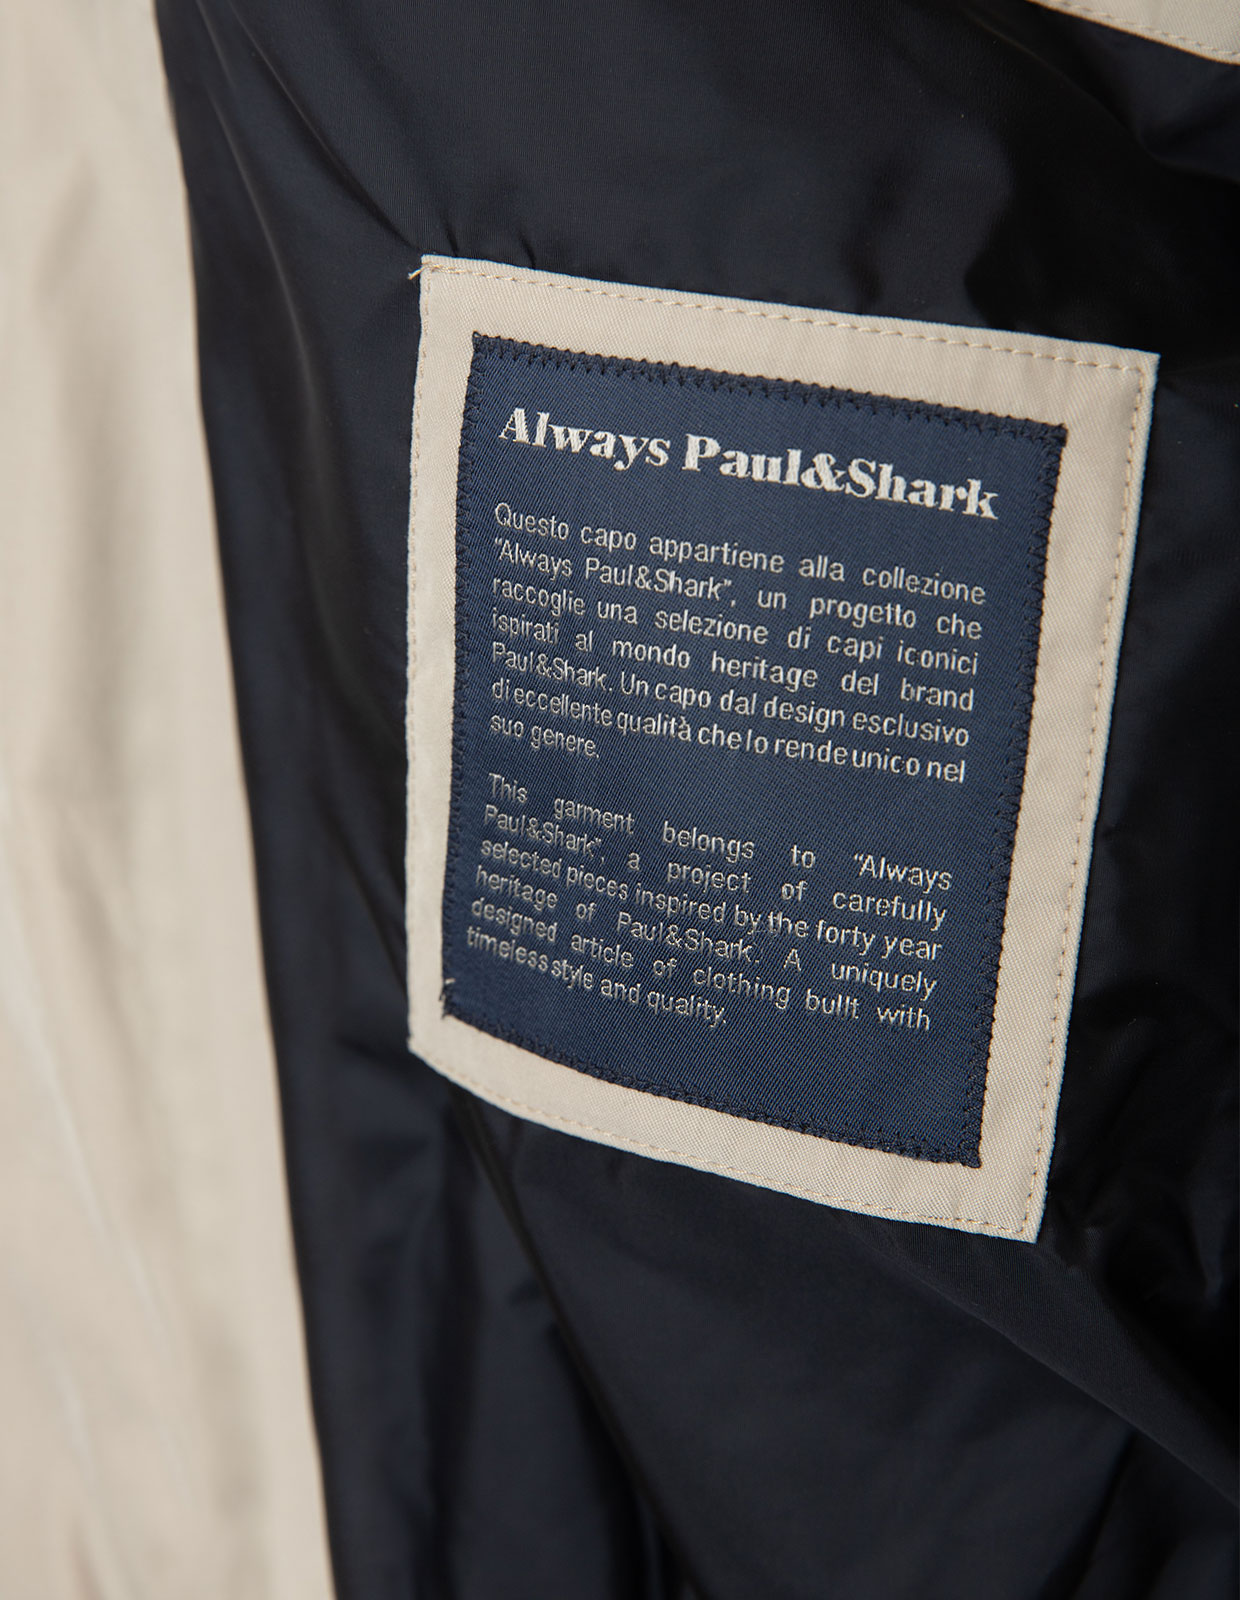 Always Paul&Shark
Questo capo appartiene alla collezione
"Always Paul&Shark", un progetto che
raccoglie una selezione di capi iconici
ispirati al mondo heritage del brand
Paul&Shark. Un capo dal design esclusivo
di eccellente qualità che lo rende unico nel
suo genere.
This garment belongs to "Always
Paul&Shark", a project of carefully
selected pieces inspired by the forty year
heritage of Paul&Shark. A uniquely
designed article of clothing built with
timeless style and quality.